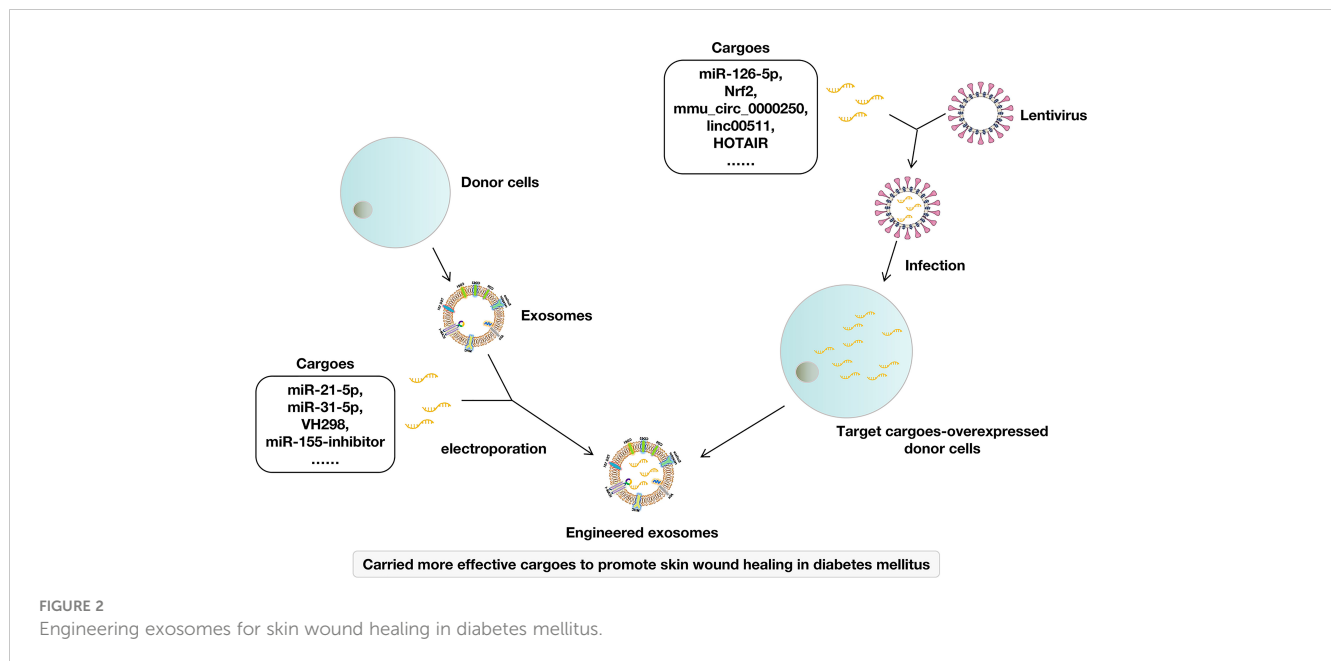 Cargoes
miR-126-5p,
Nrf2,
mmu_circ_0000250,
linc00511,
HOTAIR
......
Lentivirus
Donor cells
Infection
Exosomes
Cargoes
miR-21-5p,
miR-31-5p,
VH298,
miR-155-inhibitor
......
electroporation
Target cargoes-overexpressed
donor cells
Engineered exosomes
Carried more effective cargoes to promote skin wound healing in diabetes mellitus
FIGURE 2
Engineering exosomes for skin wound healing in diabetes mellitus.